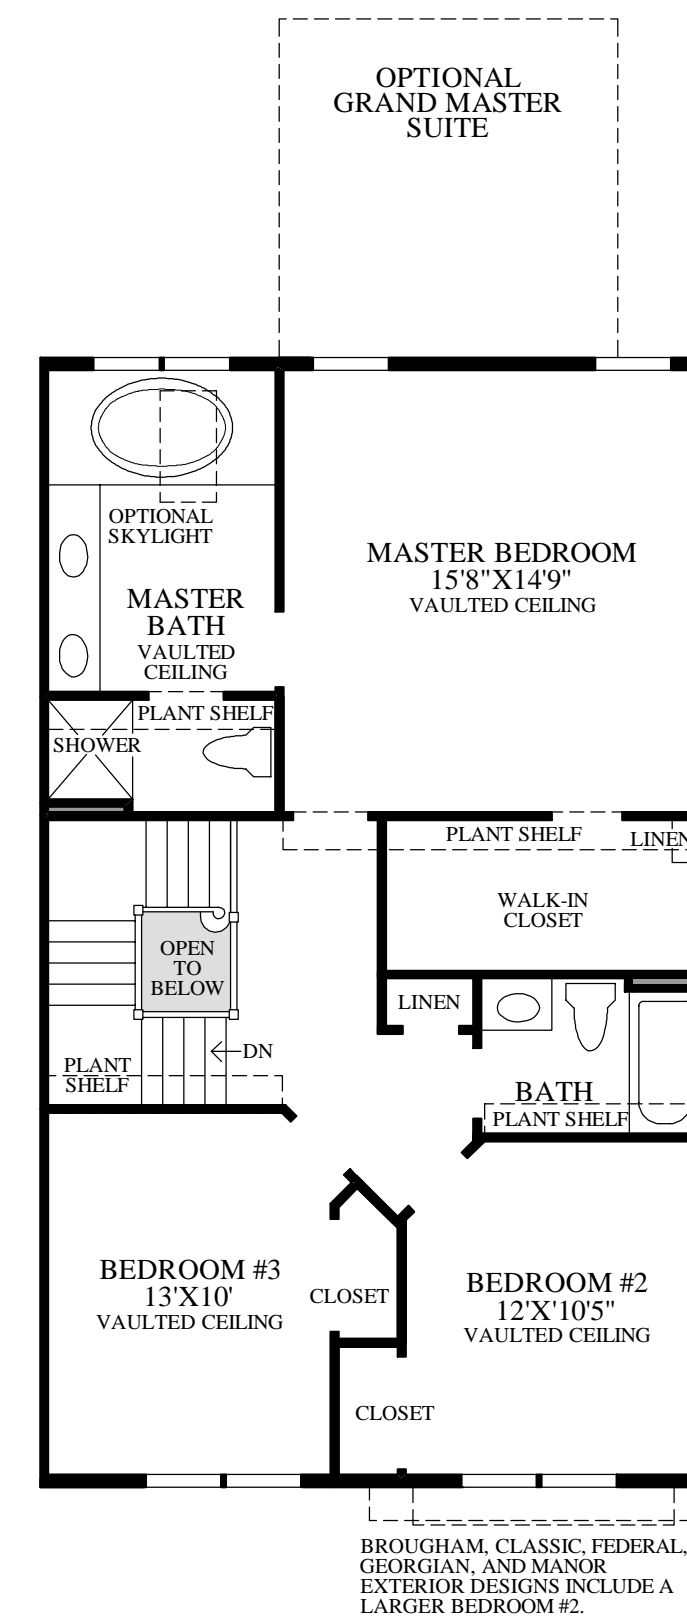 OPTIONAL
GRAND MASTER
SUITE
OPTIONAL
SKYLIGHT
MASTER
BATH
VAULTED
CEILING
MASTER BEDROOM
15'8"X14'9"
VAULTED CEILING
PLANT SHELF
SHOWER
PLANT SHELF
LINEN
WALK-IN
CLOSET
OPEN
TO
BELOW
LINEN
DN
PLANT
SHELF
BATH
PLANT SHELF
BEDROOM #3
13'X10'
VAULTED CEILING
CLOSET
BEDROOM #2
12'X'10'5"
VAULTED CEILING
CLOSET
BROUGHAM, CLASSIC, FEDERAL,
GEORGIAN, AND MANOR
EXTERIOR DESIGNS INCLUDE A
LARGER BEDROOM #2.